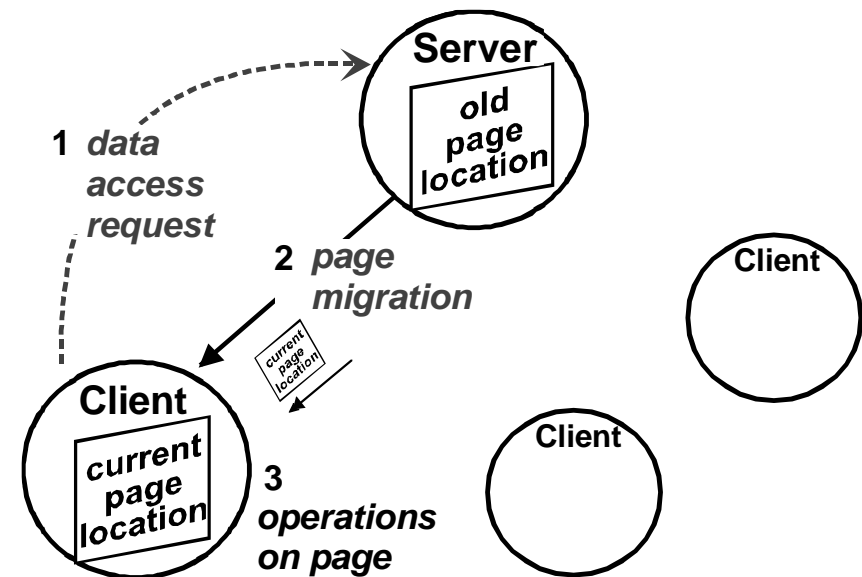 Server
old
page
location
1 data
access
request
2 page
migration
current
page
location
Client
current
page
location
3
operations
on page
Client
Client